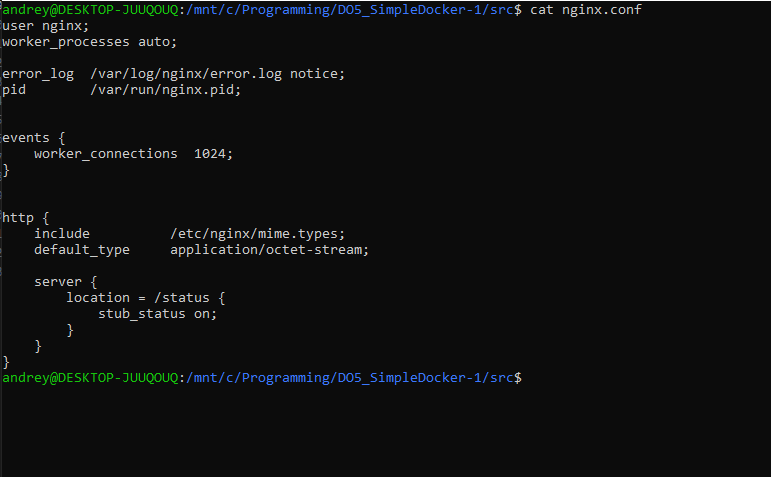 andrey@DESKTOP-JUUQOUQ:/mnt/c/Programming/DO5_SimpleDocker-1/src$ cat nginx.conf
user nginx;
worker_processes auto;
error_log  /var/log/nginx/error.log notice;
pid        /var/run/nginx.pid;
events {
    worker_connections  1024;
}
http {
    include          /etc/nginx/mime.types;
    default_type     application/octet-stream;
    server {
        location = /status {
            stub_status on;
        }
    }
}
andrey@DESKTOP-JUUQOUQ:/mnt/c/Programming/DO5_SimpleDocker-1/src$